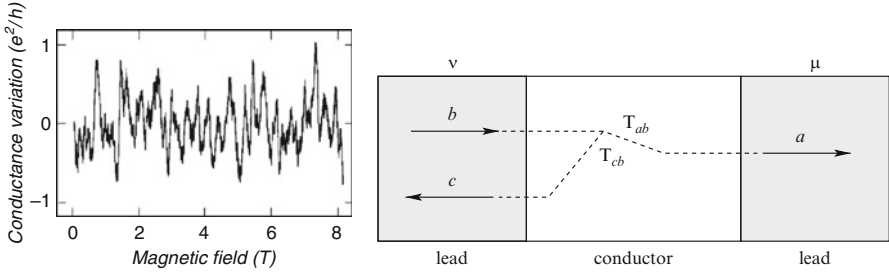 Conductance variation (e²/h)
1
0
−1
0 2 4 6 8
Magnetic field (T)
ν μ
b
T_ab
a
T_cb
c
lead conductor lead